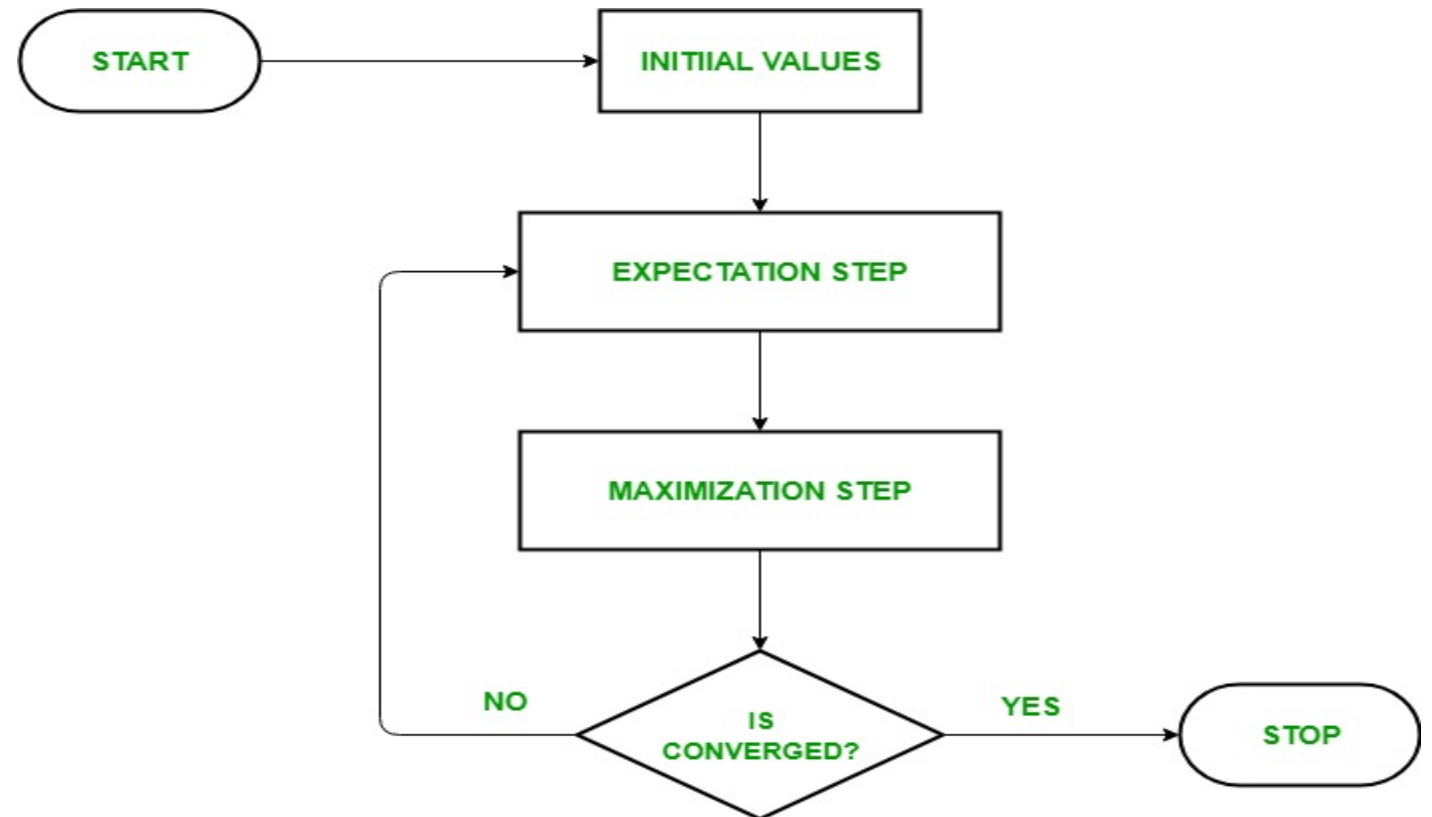 START
INITIIAL VALUES
EXPECTATION STEP
MAXIMIZATION STEP
NO
YES
IS
CONVERGED?
STOP